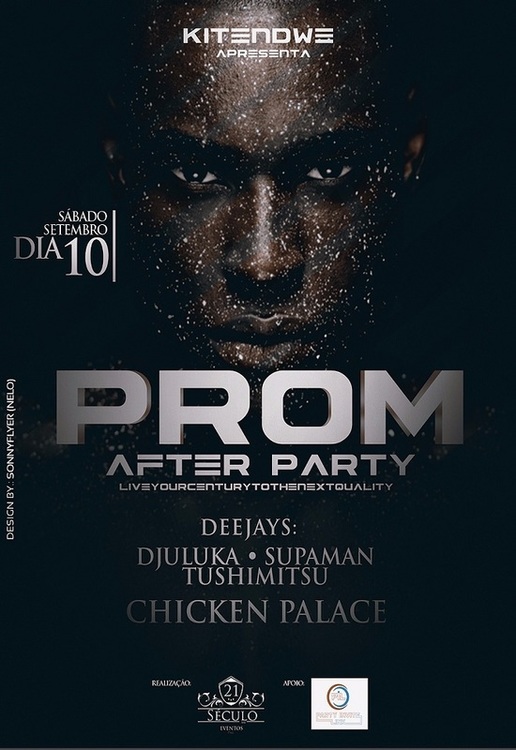 KITENDWE
APRESENTA
SÁBADO
SETEMBRO
DIA 10
PROM
AFTER PARTY
LIVEYOURCENTURYTOTHENEXTQUALITY
DESIGN BY: SONNYFLYER (NELO)
DEEJAYS:
DJULUKA • SUPAMAN
TUSHIMITSU
CHICKEN PALACE
REALIZAÇÃO:
21
SÉCULO
EVENTOS
APOIO: